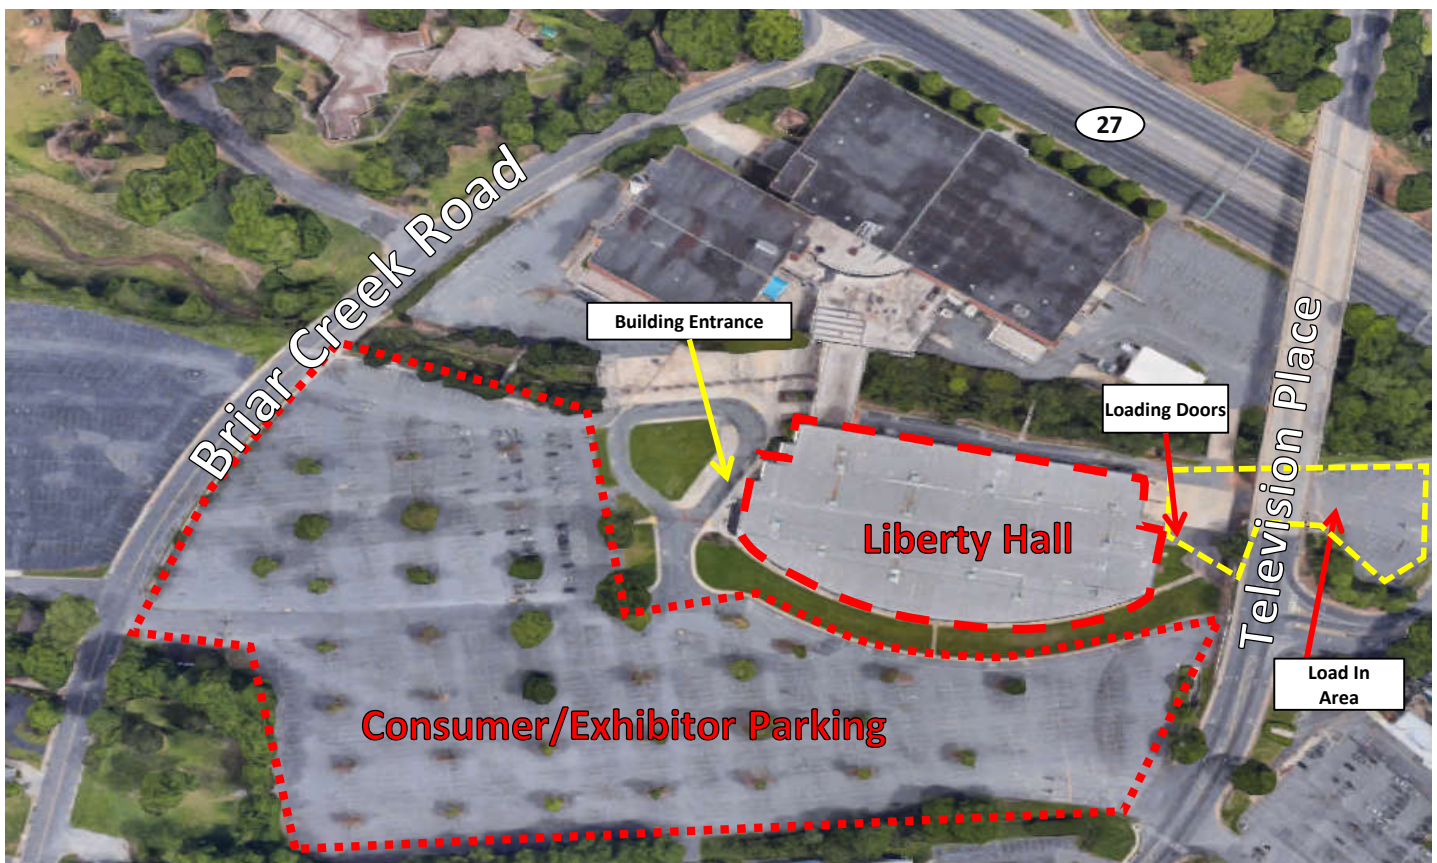 27
Briar Creek Road
Building Entrance
Television Place
Loading Doors
Liberty Hall
Load In
Area
Consumer/Exhibitor Parking